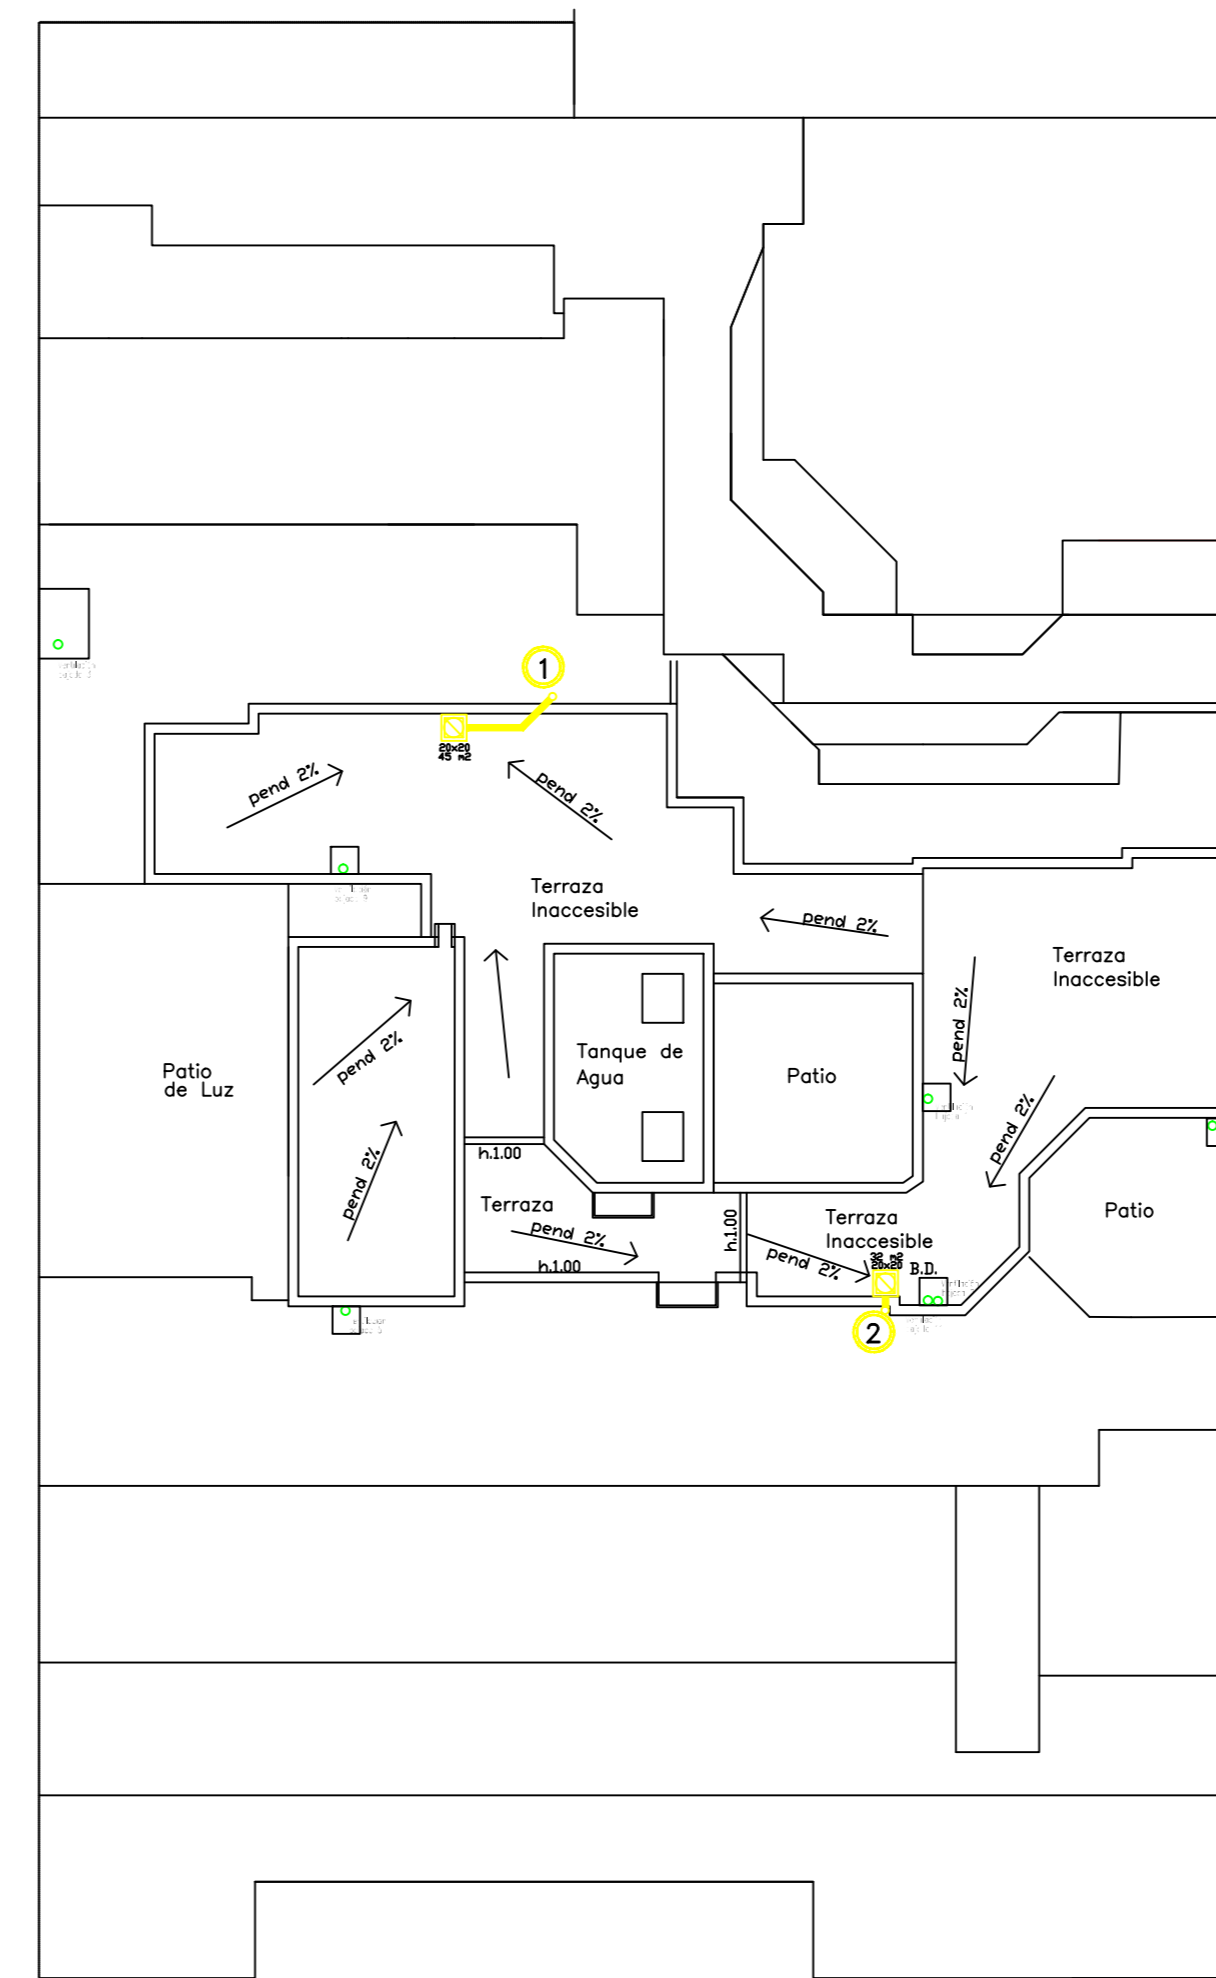 1
20x20
45 m2
pend 2%
pend 2%
Terraza
Inaccesible
pend 2%
Terraza
Inaccesible
pend 2%
Tanque de
Agua
Patio
Patio
de Luz
pend 2%
pend 2%
pend 2%
h.1.00
Terraza
pend 2%
h.1.00
h.1.00
Terraza
Inaccesible
pend 2%
32 m2
20x20
B.D.
Patio
2